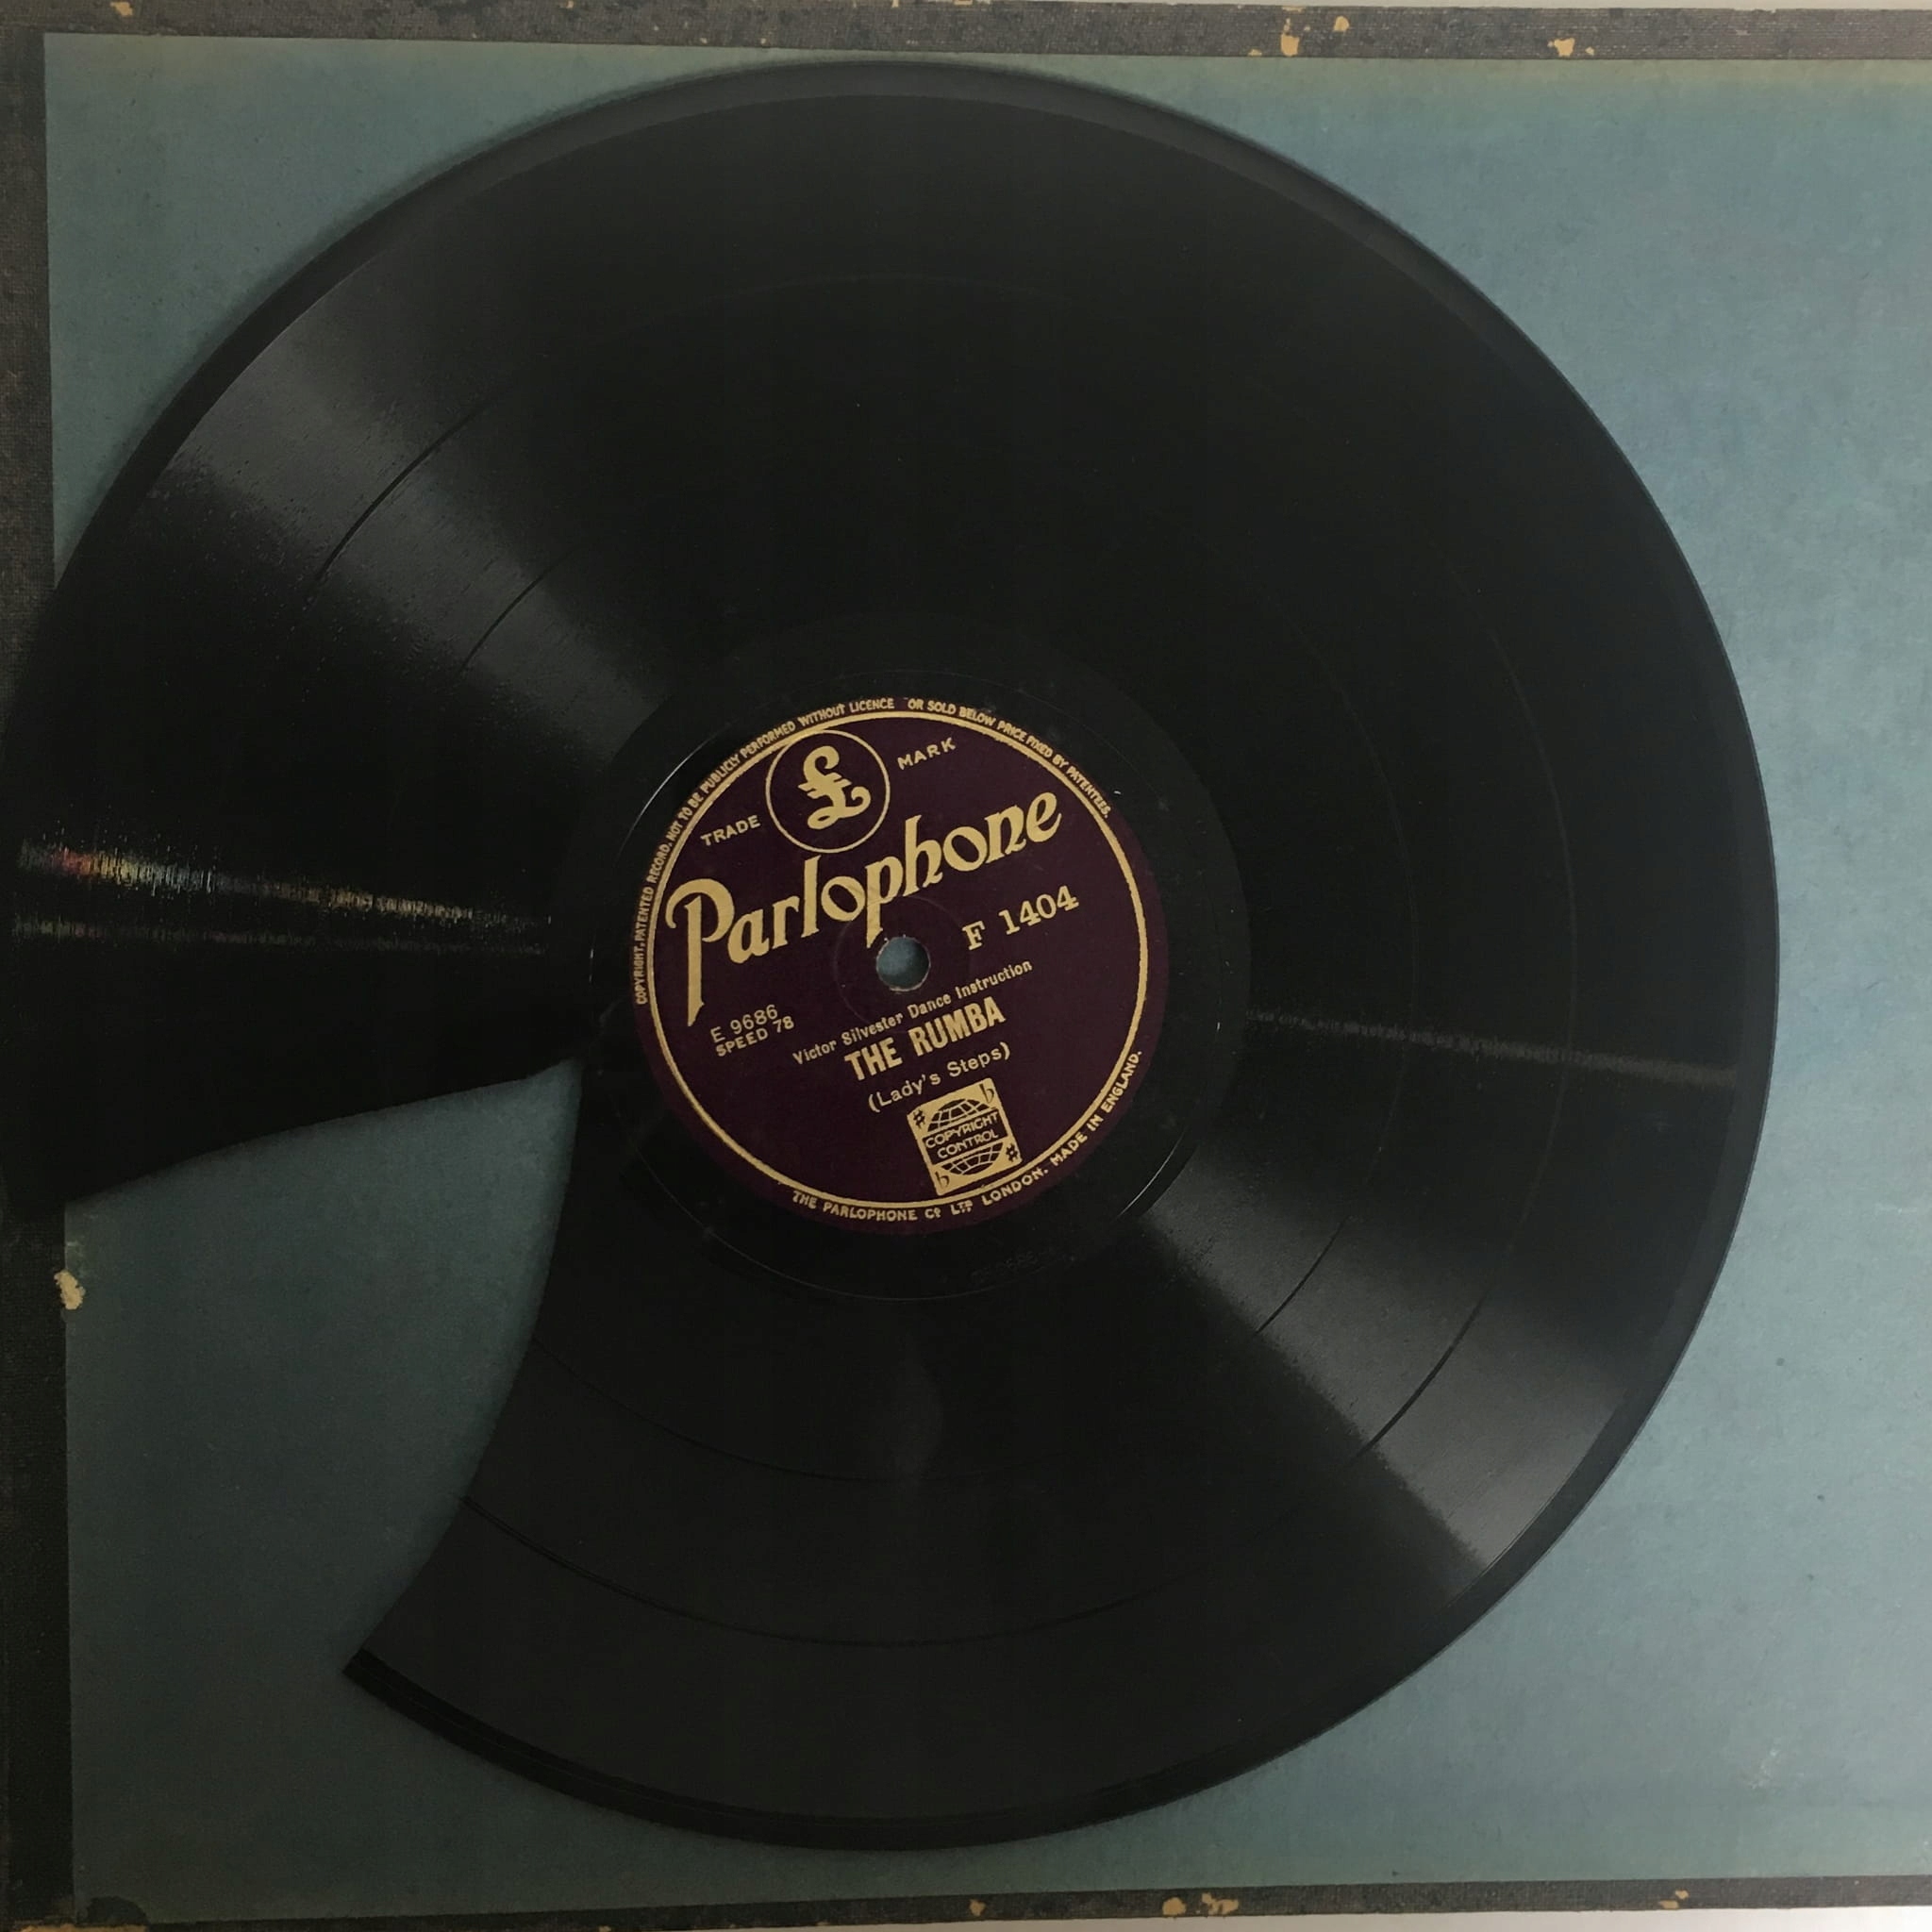 COPYRIGHT. PATENTED RECORD. NOT TO BE PUBLICLY PERFORMED WITHOUT LICENCE OR SOLD BELOW PRICE FIXED BY PATENTEES.
TRADE £ MARK
Parlophone
F 1404
E 9686
SPEED 78
Victor Silvester Dance Instruction
THE RUMBA
(Lady's Steps)
COPYRIGHT
CONTROL
THE PARLOPHONE Cº LTD LONDON. MADE IN ENGLAND.